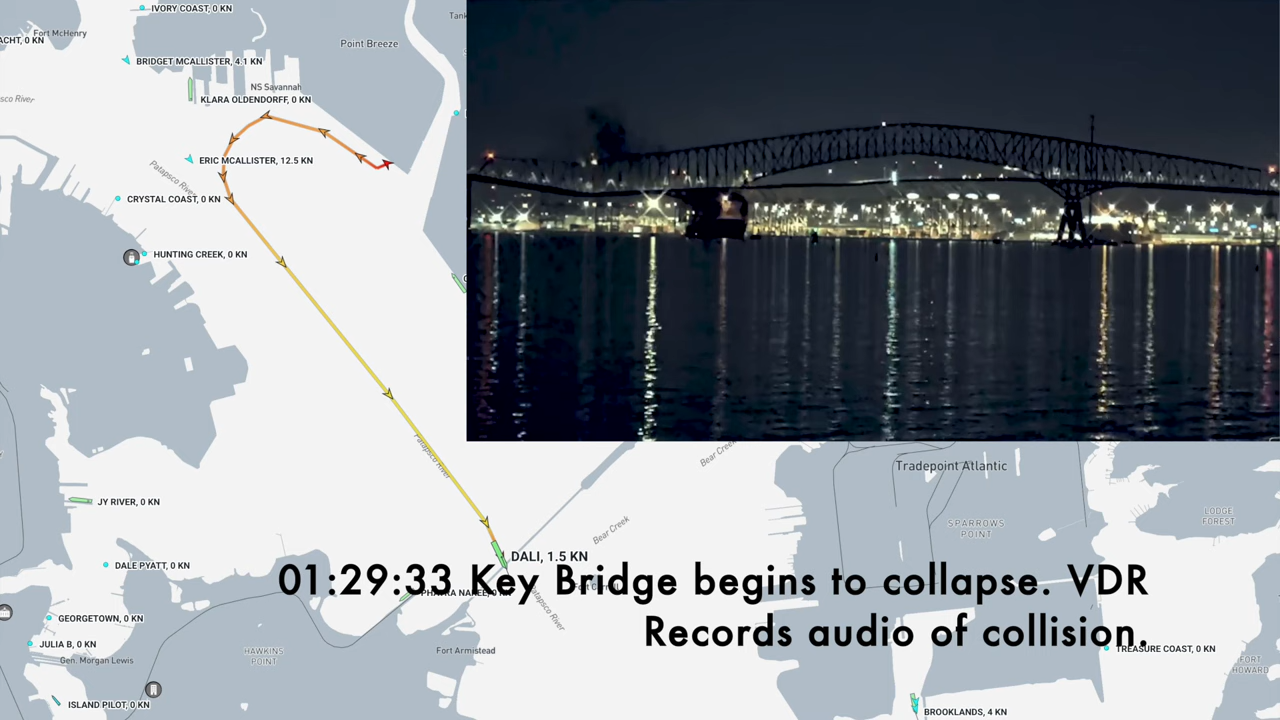 IVORY COAST, 0 KN
Fort McHenry
ACHT, 0 KN
Tank
Point Breeze
BRIDGET MCALLISTER, 4.1 KN
NS Savannah
KLARA OLDENDORFF, 0 KN
sco River
ERIC MCALLISTER, 12.5 KN
Patapsco River
CRYSTAL COAST, 0 KN
HUNTING CREEK, 0 KN
Patapsco River
Bear Creek
Tradepoint Atlantic
JY RIVER, 0 KN
LODGE
FOREST
SPARROWS
POINT
Bear Creek
DALI, 1.5 KN
DALE PYATT, 0 KN
01:29:33 Key Bridge begins to collapse. VDR
Records audio of collision.
Patapsco River
GEORGETOWN, 0 KN
JULIA B, 0 KN
Gen. Morgan Lewis
HAWKINS
POINT
Fort Armistead
TREASURE COAST, 0 KN
FORT
HOWARD
ISLAND PILOT, 0 KN
BROOKLANDS, 4 KN